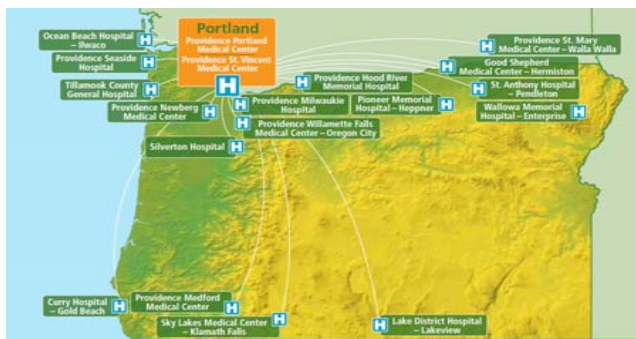 Portland
Providence Portland
Medical Center
Providence St. Vincent
Medical Center
H
Ocean Beach Hospital
– Ilwaco
H
Providence Seaside
Hospital
H
Tillamook County
General Hospital
H
Providence Newberg
Medical Center
H
Silverton Hospital
H
Providence Milwaukie
Hospital
H
Providence Willamette Falls
Medical Center – Oregon City
H
Providence Hood River
Memorial Hospital
H
Pioneer Memorial
Hospital – Heppner
H
Providence St. Mary
Medical Center – Walla Walla
H
Good Shepherd
Medical Center – Hermiston
H
St. Anthony Hospital
– Pendleton
H
Wallowa Memorial
Hospital – Enterprise
H
Curry Hospital
– Gold Beach
H
Providence Medford
Medical Center
H
Sky Lakes Medical Center
– Klamath Falls
H
Lake District Hospital
– Lakeview
H